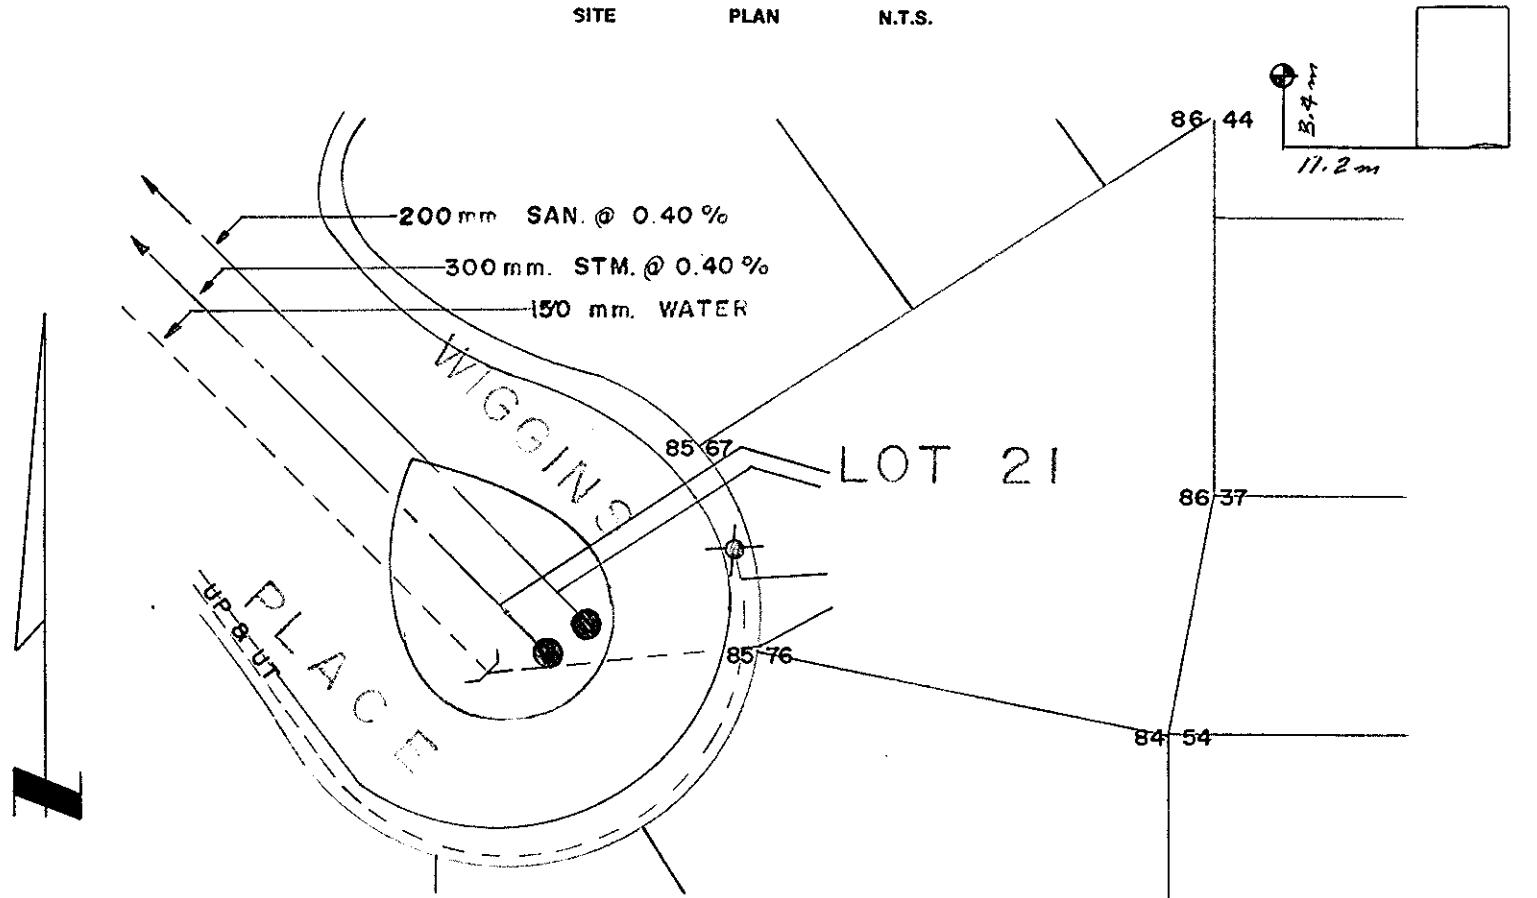 SITE PLAN N.T.S.
3.4 m
11.2 m
86 44
200 mm SAN. @ 0.40 %
300 mm. STM. @ 0.40 %
150 mm. WATER
WIGGINS
PLACE
85 67
LOT 21
86 37
UP & UT
85 76
84 54